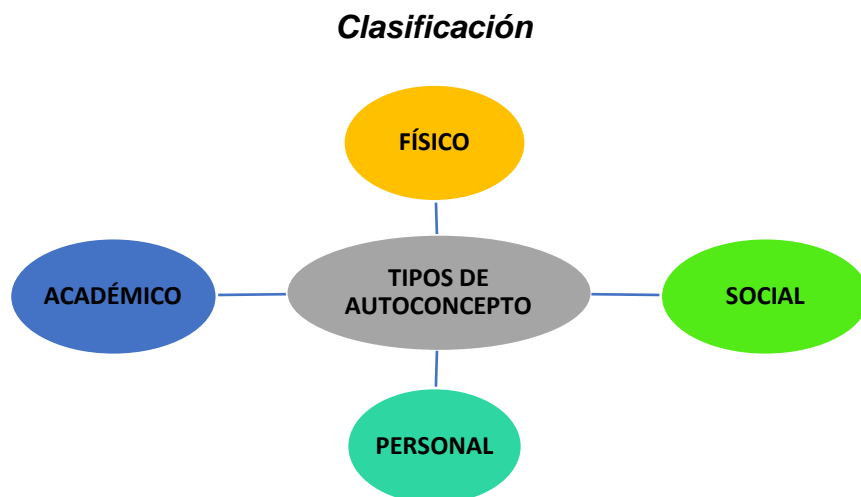 Clasificación
FÍSICO
ACADÉMICO
TIPOS DE
AUTOCONCEPTO
SOCIAL
PERSONAL